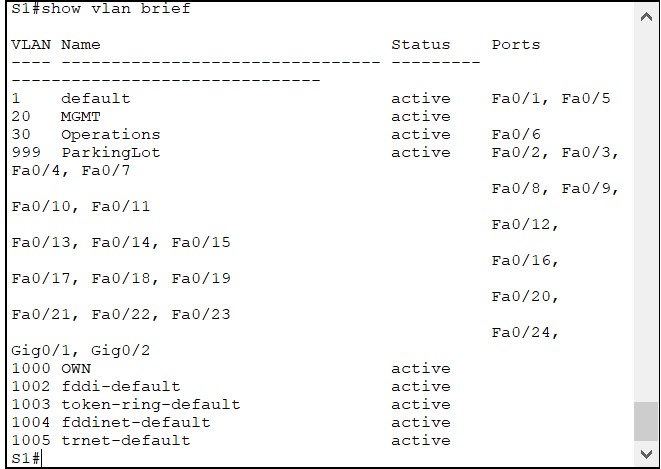 S1#show vlan brief
VLAN Name Status Ports
---- -------------------------------- --------- -------------------------------
1 default active Fa0/1, Fa0/5
20 MGMT active
30 Operations active Fa0/6
999 ParkingLot active Fa0/2, Fa0/3,
Fa0/4, Fa0/7
Fa0/8, Fa0/9,
Fa0/10, Fa0/11
Fa0/12,
Fa0/13, Fa0/14, Fa0/15
Fa0/16,
Fa0/17, Fa0/18, Fa0/19
Fa0/20,
Fa0/21, Fa0/22, Fa0/23
Fa0/24,
Gig0/1, Gig0/2
1000 OWN active
1002 fddi-default active
1003 token-ring-default active
1004 fddinet-default active
1005 trnet-default active
S1#